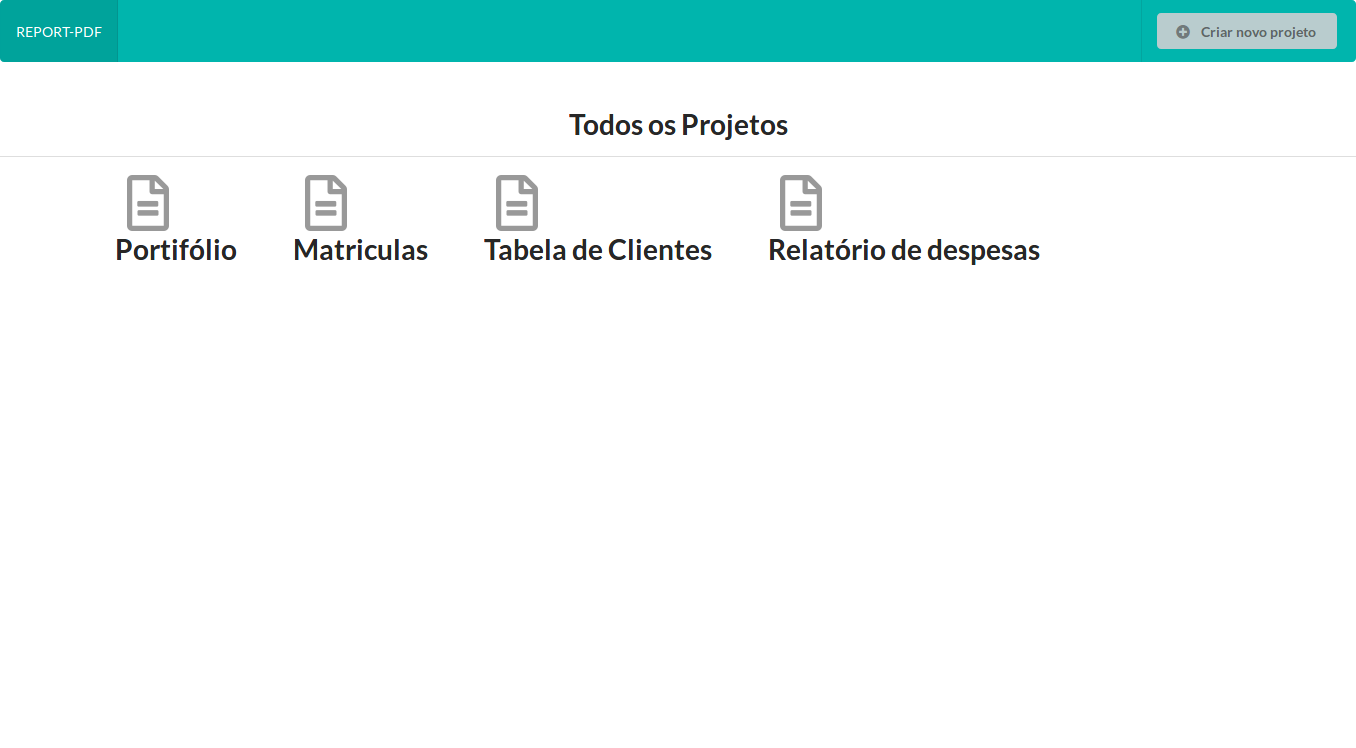 REPORT-PDF
Criar novo projeto
Todos os Projetos
Portifólio
Matriculas
Tabela de Clientes
Relatório de despesas